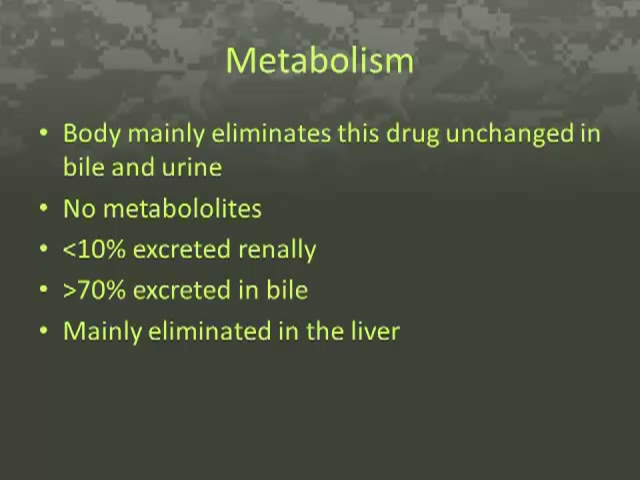 Metabolism
• Body mainly eliminates this drug unchanged in
bile and urine
• No metabololites
• <10% excreted renally
• >70% excreted in bile
• Mainly eliminated in the liver